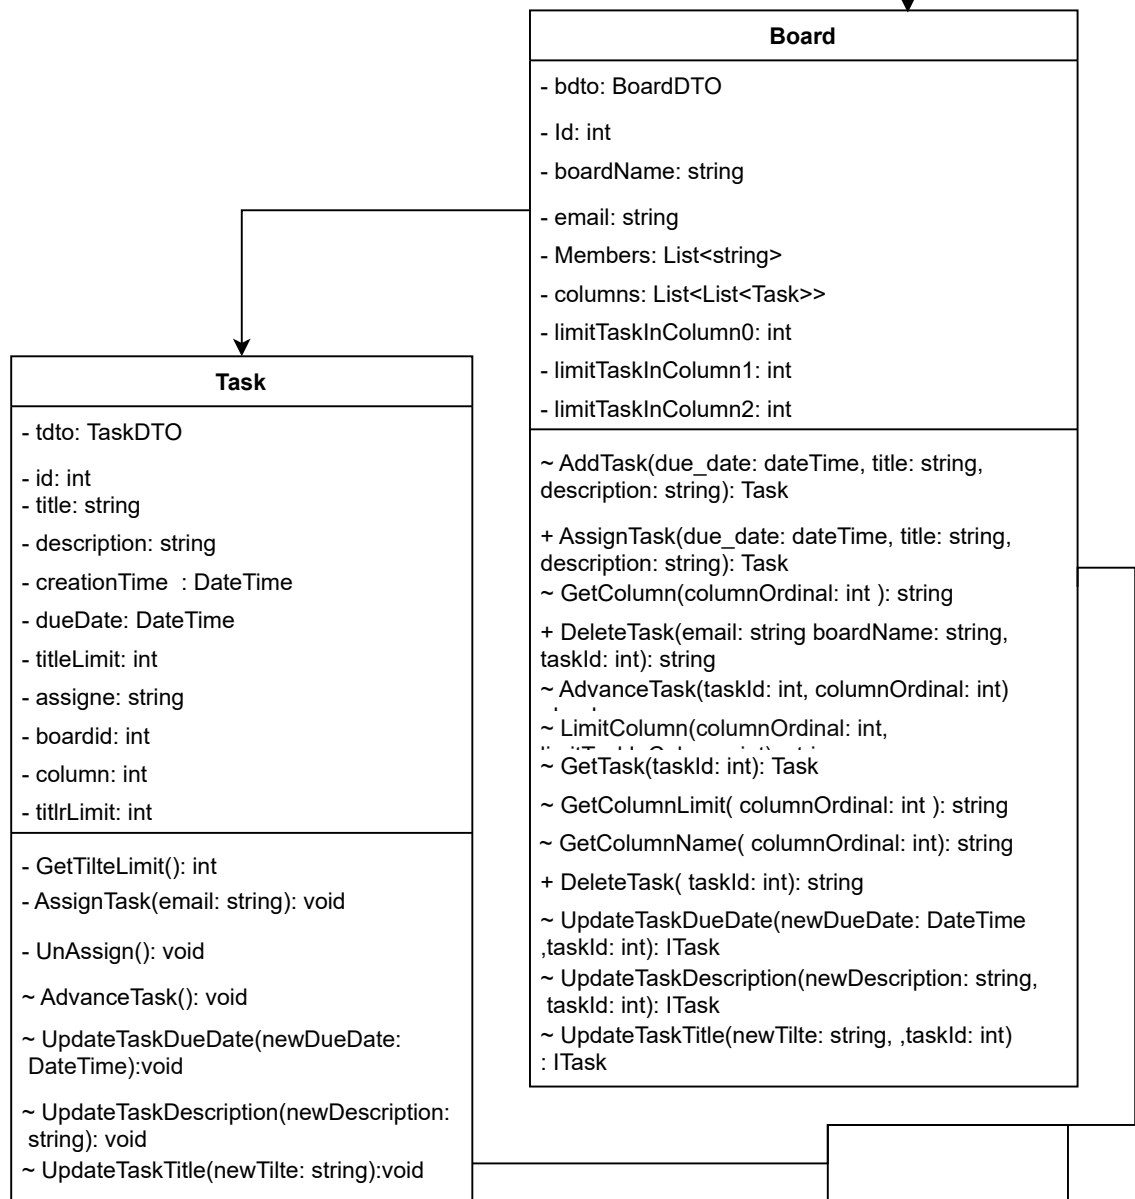 Board
- bdto: BoardDTO
- Id: int
- boardName: string
- email: string
- Members: List<string>
- columns: List<List<Task>>
- limitTaskInColumn0: int
- limitTaskInColumn1: int
- limitTaskInColumn2: int
~ AddTask(due_date: dateTime, title: string,
description: string): Task
+ AssignTask(due_date: dateTime, title: string,
description: string): Task
~ GetColumn(columnOrdinal: int ): string
+ DeleteTask(email: string boardName: string,
taskId: int): string
~ AdvanceTask(taskId: int, columnOrdinal: int)
~ LimitColumn(columnOrdinal: int,
~ GetTask(taskId: int): Task
~ GetColumnLimit( columnOrdinal: int ): string
~ GetColumnName( columnOrdinal: int): string
+ DeleteTask( taskId: int): string
~ UpdateTaskDueDate(newDueDate: DateTime
,taskId: int): ITask
~ UpdateTaskDescription(newDescription: string,
taskId: int): ITask
~ UpdateTaskTitle(newTilte: string, ,taskId: int)
: ITask
Task
- tdto: TaskDTO
- id: int
- title: string
- description: string
- creationTime  : DateTime
- dueDate: DateTime
- titleLimit: int
- assigne: string
- boardid: int
- column: int
- titlrLimit: int
- GetTilteLimit(): int
- AssignTask(email: string): void
- UnAssign(): void
~ AdvanceTask(): void
~ UpdateTaskDueDate(newDueDate:
DateTime):void
~ UpdateTaskDescription(newDescription:
string): void
~ UpdateTaskTitle(newTilte: string):void